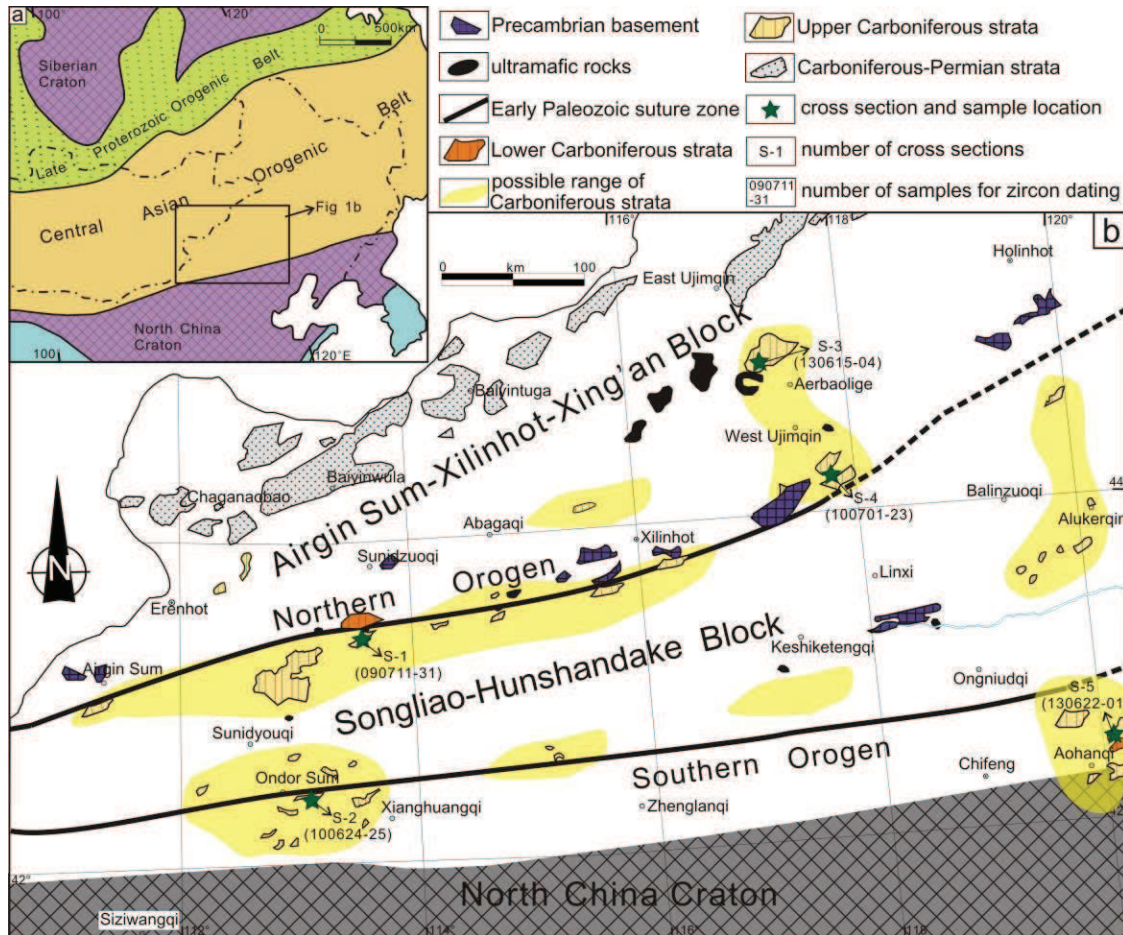 a
100
120
0 500km
Siberian
Craton
Late Proterozoic Orogenic Belt
Central Asian Orogenic Belt
Fig 1b
North China
Craton
100
120°E
Precambrian basement
ultramafic rocks
Early Paleozoic suture zone
Lower Carboniferous strata
possible range of
Carboniferous strata
Upper Carboniferous strata
Carboniferous-Permian strata
cross section and sample location
S-1
number of cross sections
090711
-31
number of samples for zircon dating
b
116°
118°
120°
0 km 100
Holinhot
East Ujimqin
S-3
(130615-04)
Aerbaolige
Baiyintuga
West Ujimqin
Airgin Sum-Xilinhot-Xing'an Block
Baiyinwula
Chaganaobao
S-4
(100701-23)
Balinzuoqi
44
Alukerqin
Abagaqi
Xilinhot
Sunidzuoqi
Linxi
N
Erenhot
Northern Orogen
S-1
(090711-31)
Airgin Sum
Songliao-Hunshandake Block
Keshiketengqi
Ongniudqi
S-5
(130622-01
Sunidyouqi
Ondor Sum
Southern Orogen
Aohanqi
Chifeng
Xianghuangqi
Zhenglanqi
S-2
(100624-25)
42
42°
North China Craton
Siziwangqi
112°
114°
116°
118